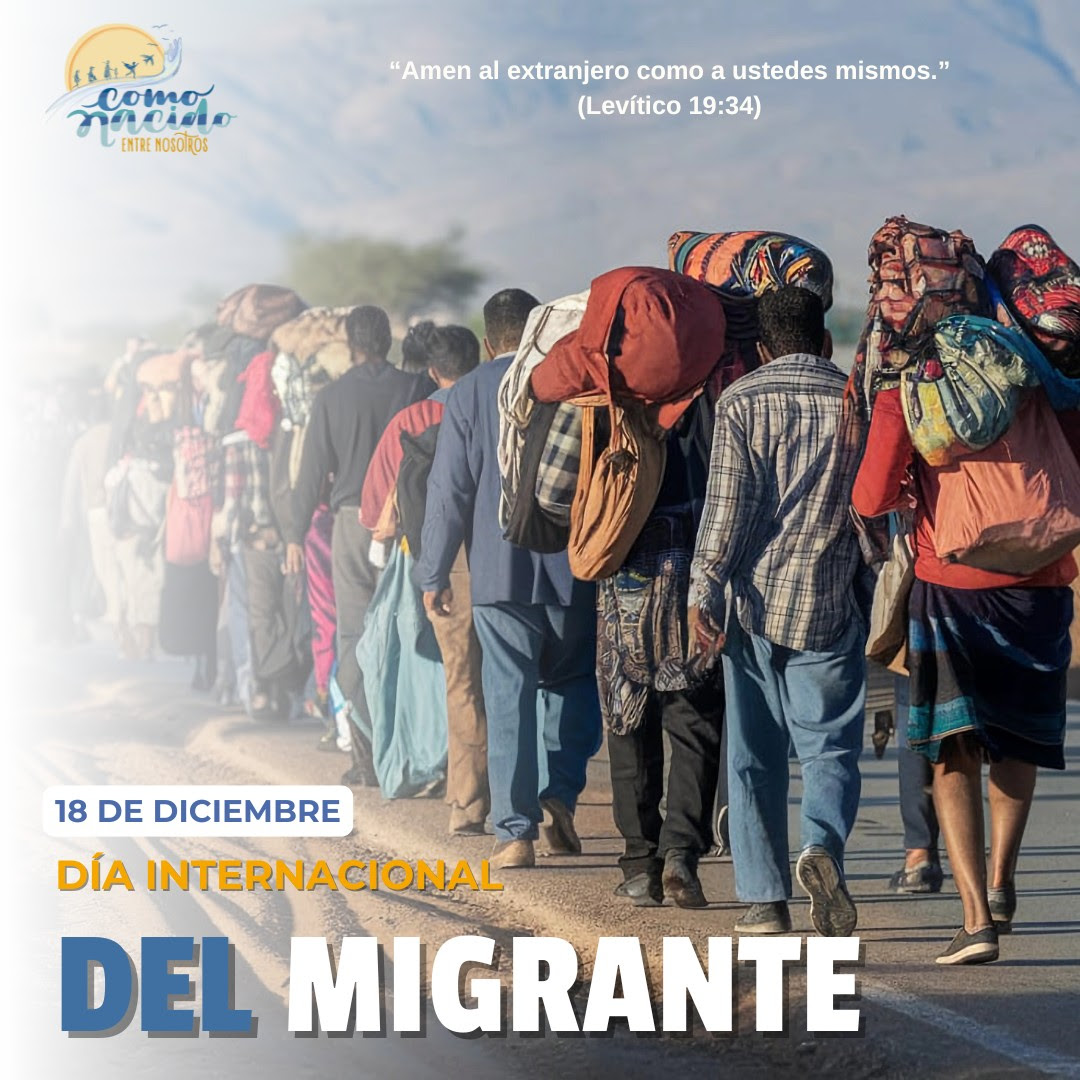 como
nacido
ENTRE NOSOTROS
“Amen al extranjero como a ustedes mismos.”
(Levítico 19:34)
18 DE DICIEMBRE
DÍA INTERNACIONAL
DEL MIGRANTE